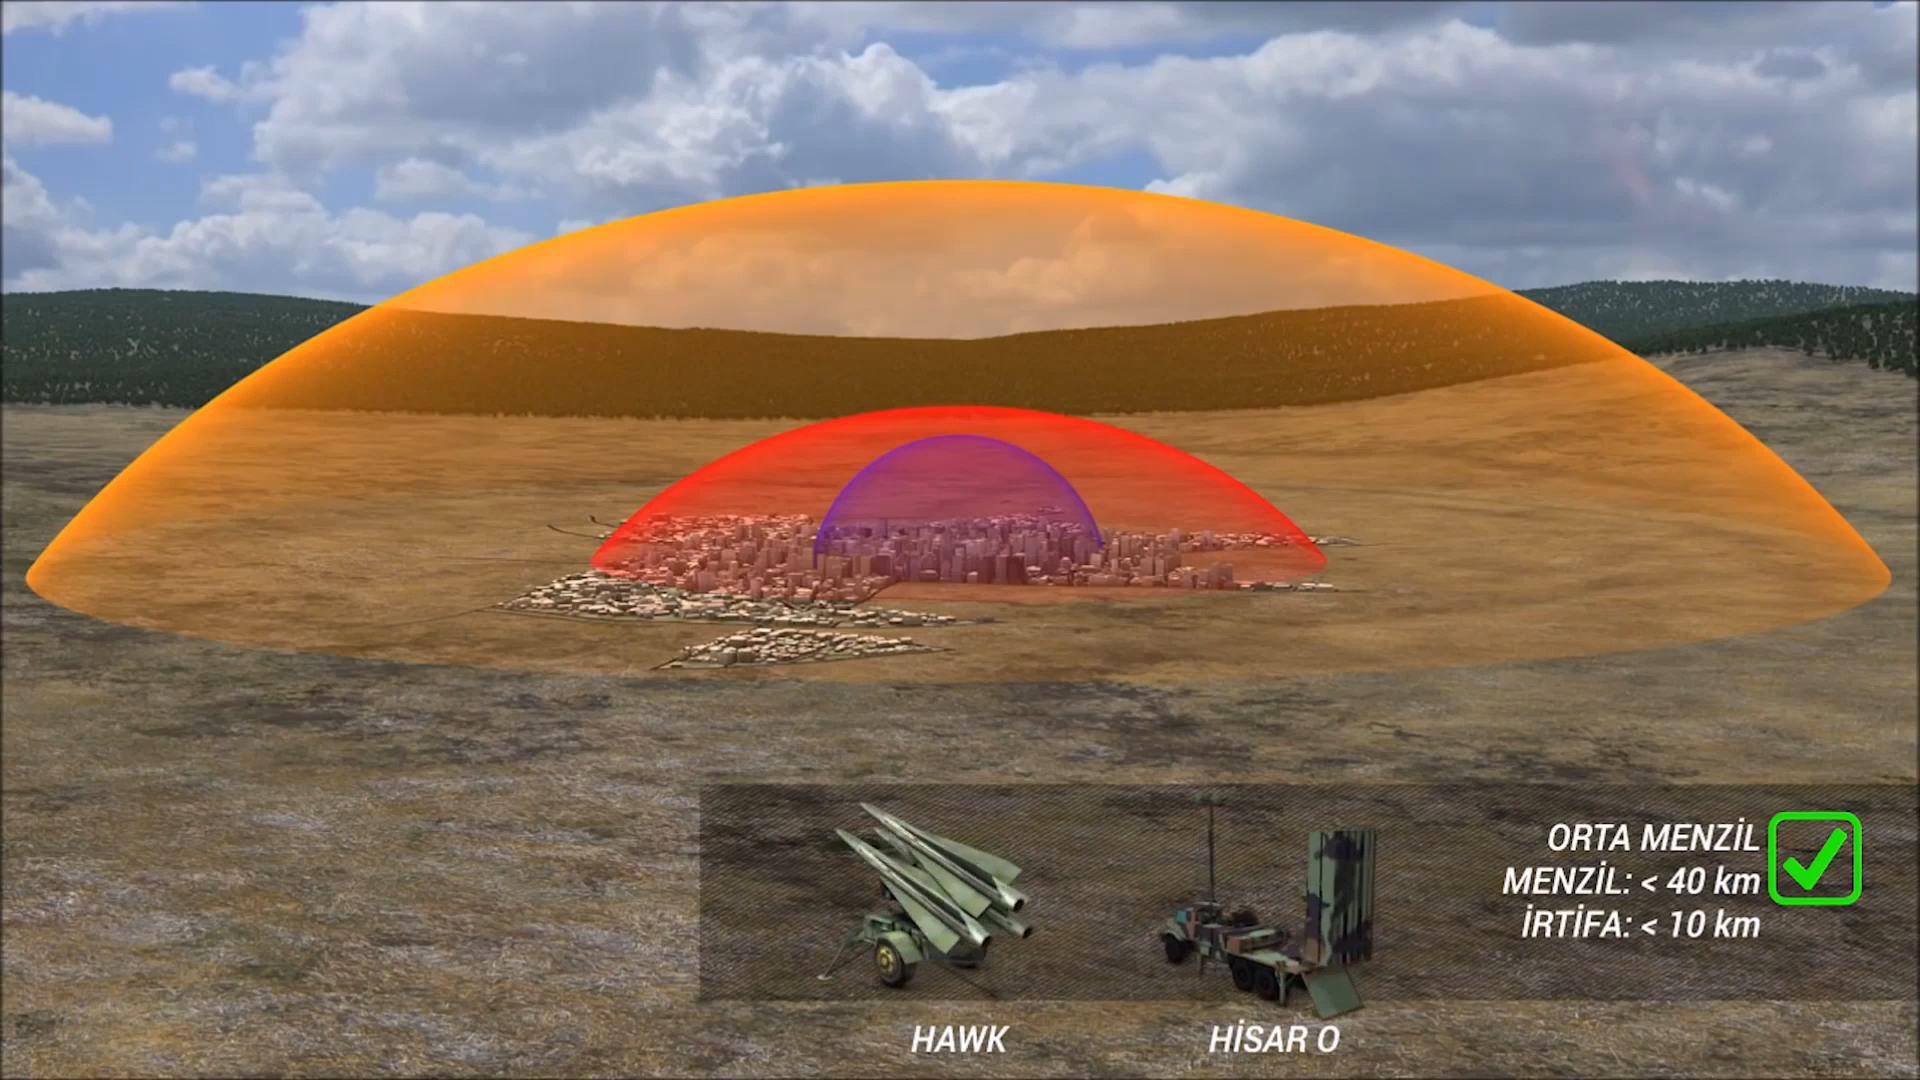 ORTA MENZİL
MENZİL: < 40 km
İRTİFA: < 10 km
HAWK
HİSAR O